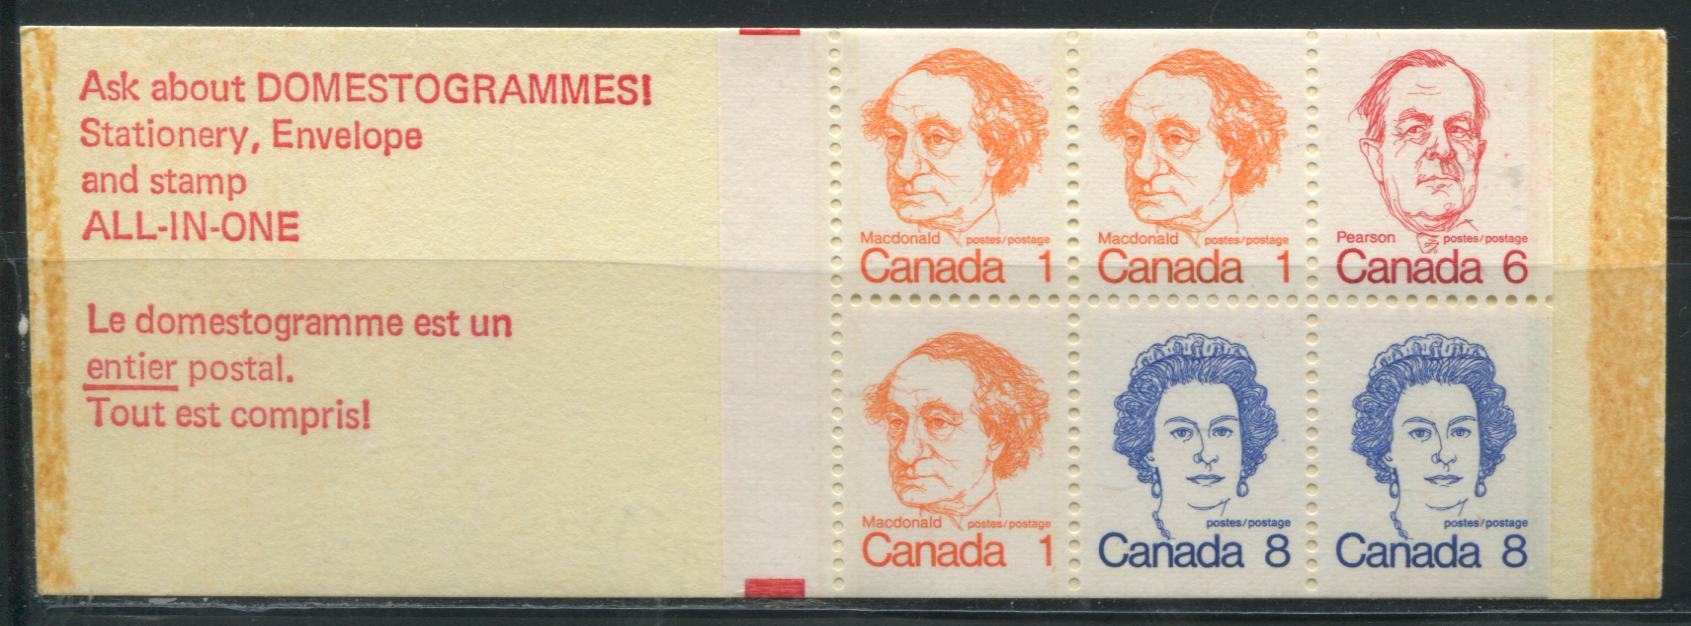 Ask about DOMESTOGRAMMES!
Stationery, Envelope
and stamp
ALL-IN-ONE
Le domestogramme est un
entier postal.
Tout est compris!
Macdonald postes/postage
Canada 1
Macdonald postes/postage
Canada 1
Pearson postes/postage
Canada 6
Macdonald postes/postage
Canada 1
postes/postage
Canada 8
postes/postage
Canada 8